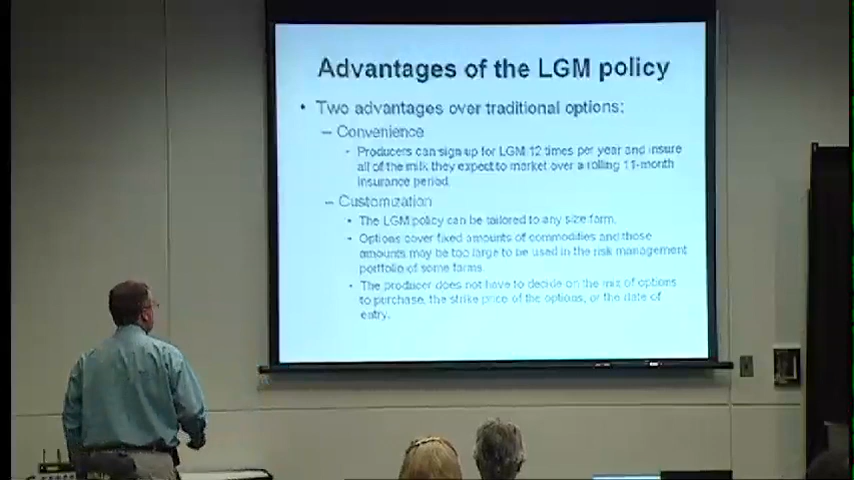 Advantages of the LGM policy
• Two advantages over traditional options:
– Convenience
• Producers can sign up for LGM 12 times per year and insure
all of the milk they expect to market over a rolling 11-month
insurance period.
– Customization
• The LGM policy can be tailored to any size farm.
• Options cover fixed amounts of commodities and those
amounts may be too large to be used in the risk management
portfolio of some farms.
• The producer does not have to decide on the mix of options
to purchase, the strike price of the options, or the date of
entry.